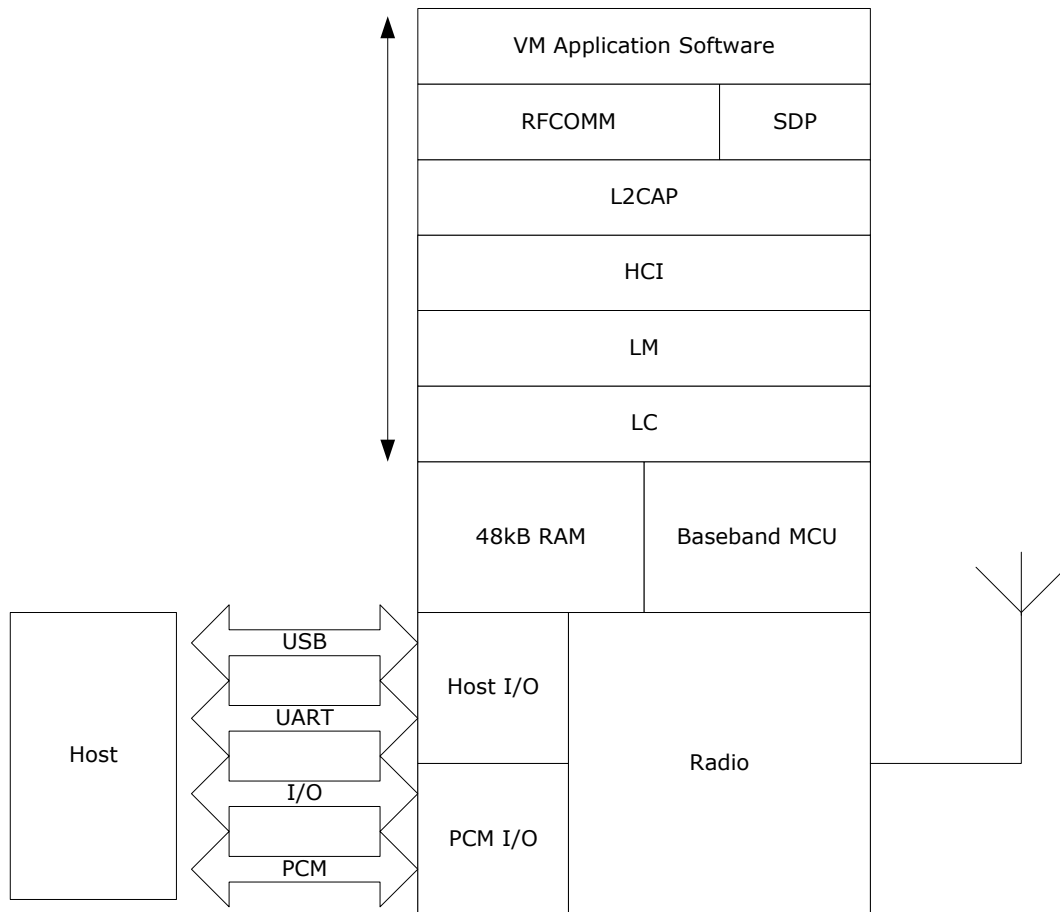 VM Application Software
RFCOMM
SDP
L2CAP
HCI
LM
LC
48kB RAM
Baseband MCU
USB
Host I/O
UART
Host
Radio
I/O
PCM I/O
PCM